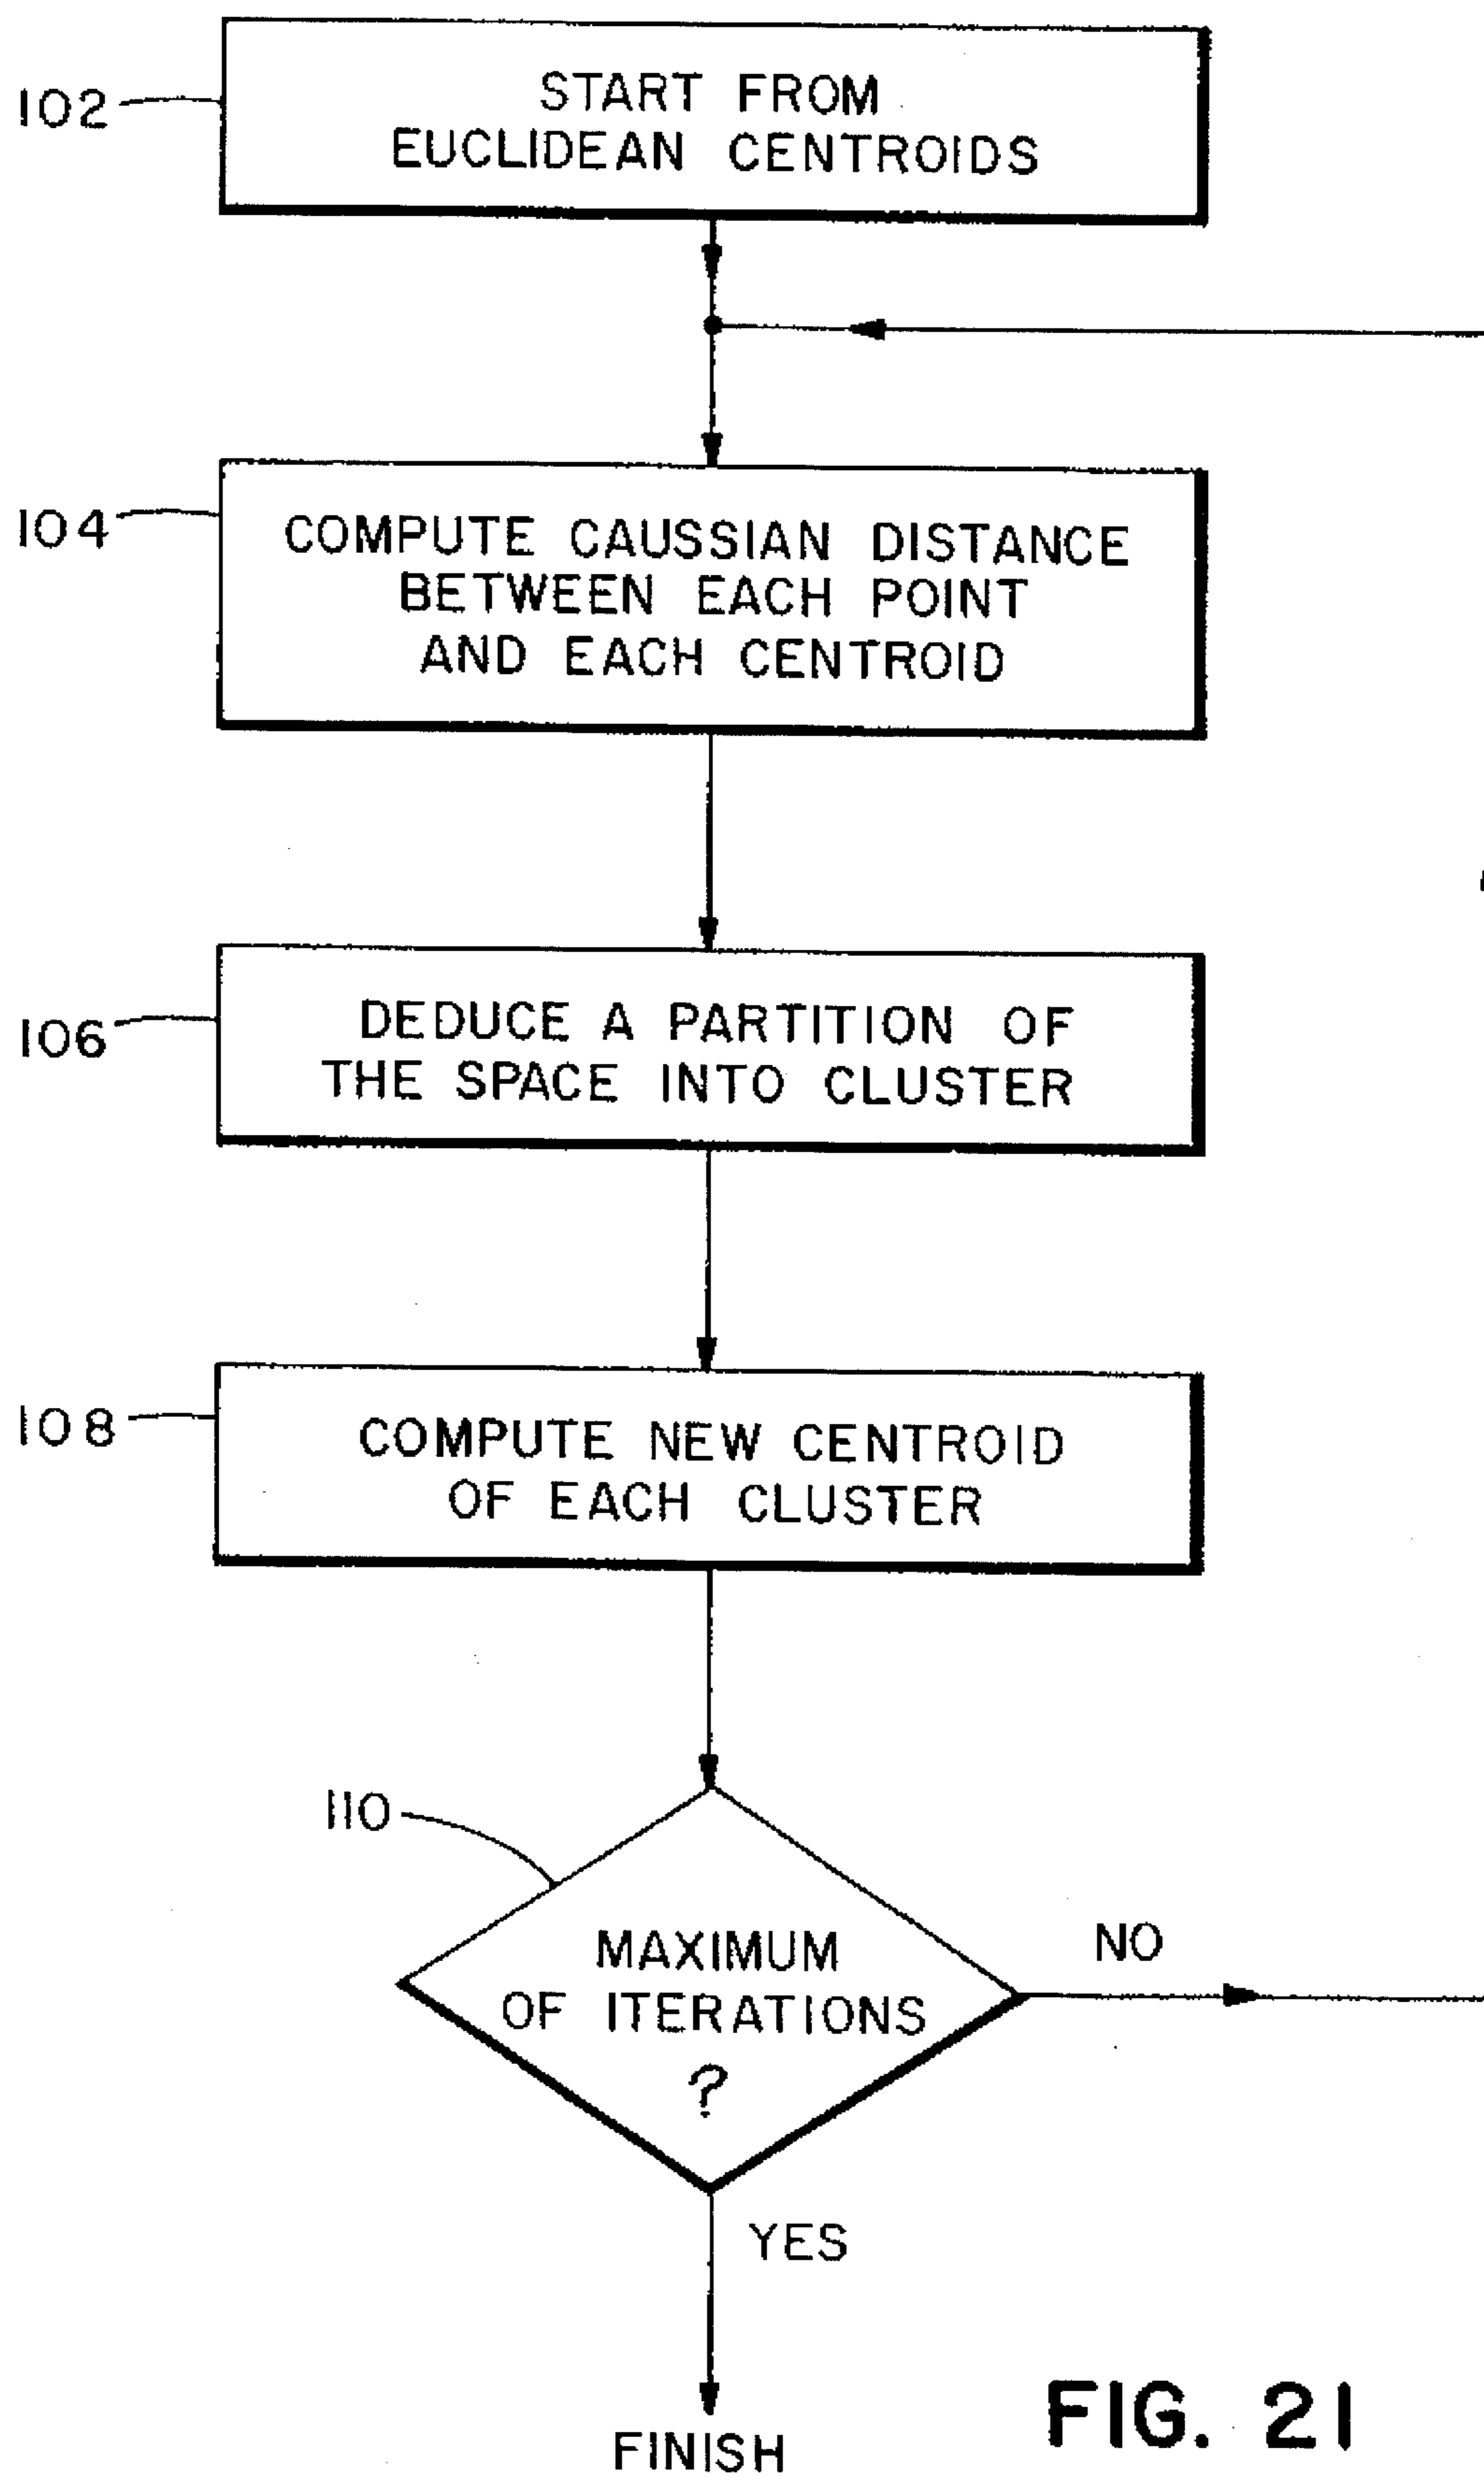 102
START FROM
EUCLIDEAN CENTROIDS
104
COMPUTE CAUSSIAN DISTANCE
BETWEEN EACH POINT
AND EACH CENTROID
106
DEDUCE A PARTITION OF
THE SPACE INTO CLUSTER
108
COMPUTE NEW CENTROID
OF EACH CLUSTER
110
MAXIMUM
OF ITERATIONS
?
NO
YES
FINISH
FIG. 21